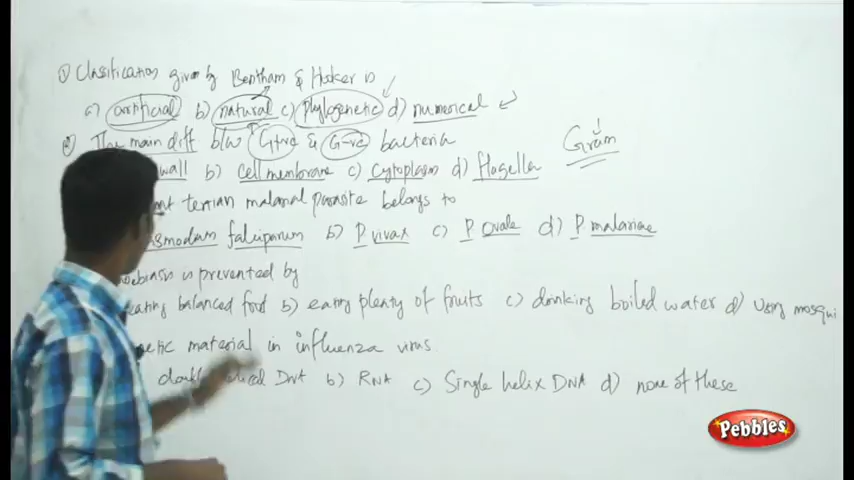 1) Classification given by Bentham & Hooker is
a) artificial b) natural c) phylogenetic d) numerical
2) The main diff b/w G+ve & G-ve bacteria
wall b) cell membrane c) cytoplasm d) flagella
Gram
tertian malarial parasite belongs to
falciparum b) P vivax c) P ovale d) P malariae
is prevented by
eating balanced food b) eating plenty of fruits c) drinking boiled water d) using mosqui
material in influenza virus
DNA b) RNA c) Single helix DNA d) none of these
Pebbles